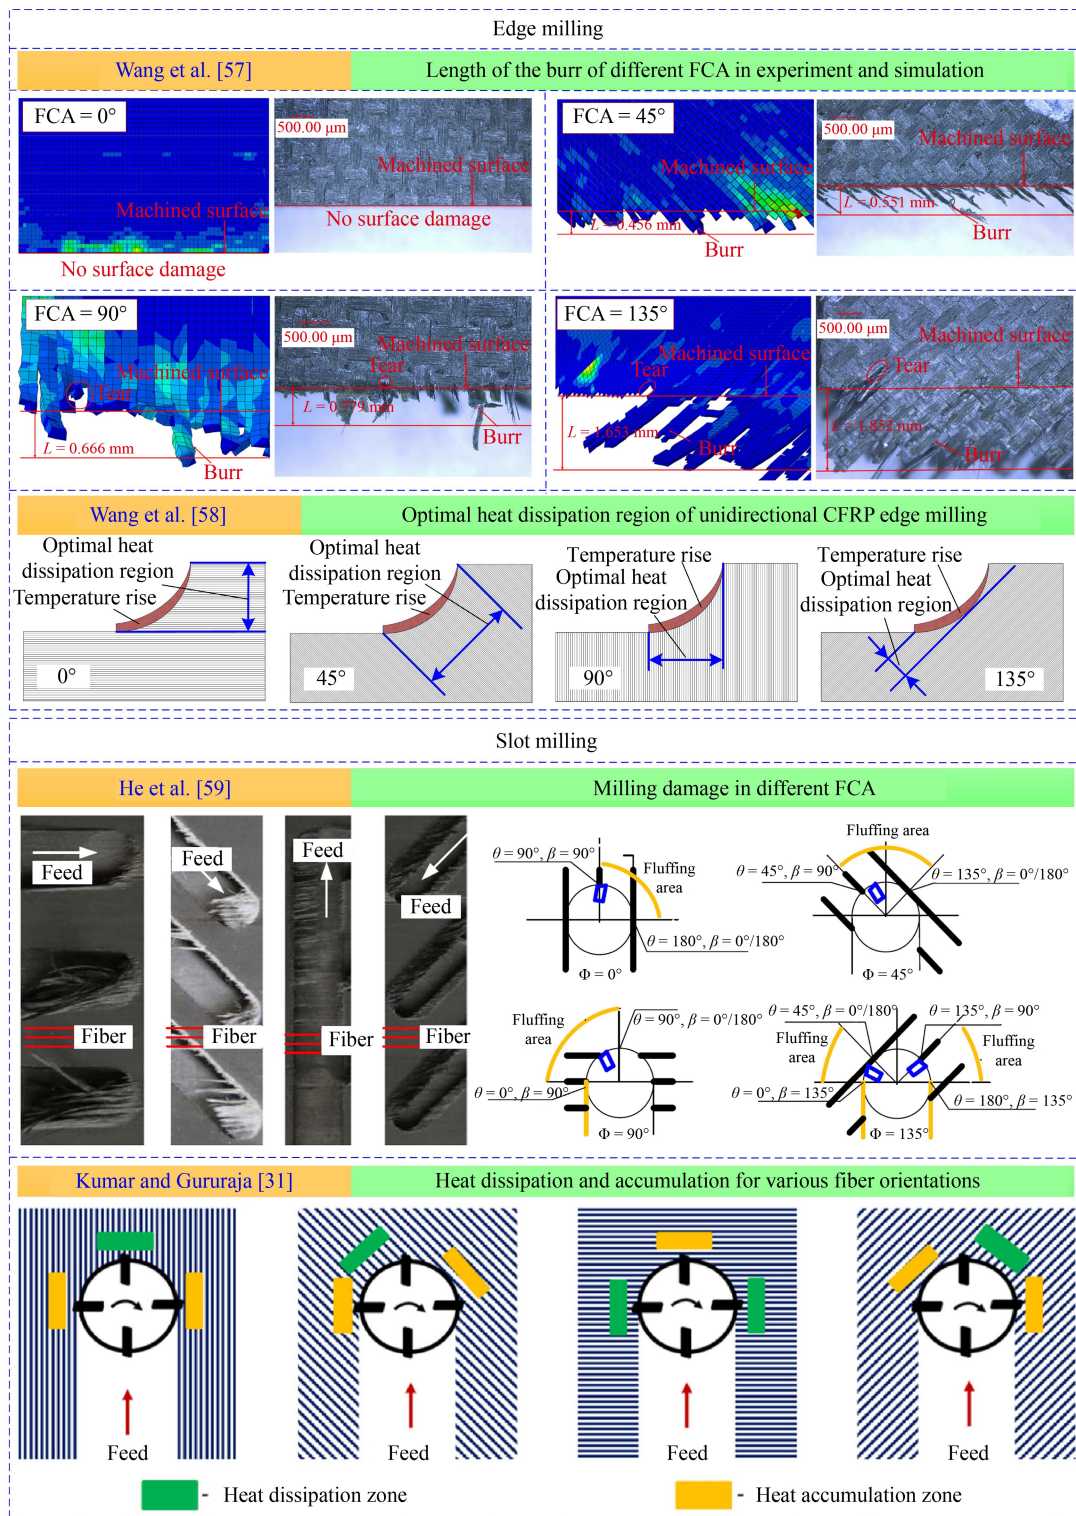 Edge milling
Wang et al. [57]
Length of the burr of different FCA in experiment and simulation
FCA = 0°
Machined surface
No surface damage
500.00 μm
Machined surface
No surface damage
FCA = 45°
L = 0.456 mm
Burr
500.00 μm
Machined surface
L = 0.551 mm
Burr
FCA = 90°
Machined surface
Tear
L = 0.666 mm
Burr
500.00 μm
Machined surface
Tear
L = 0.779 mm
Burr
FCA = 135°
Machined surface
Tear
L = 1.653 mm
Burr
500.00 μm
Machined surface
Tear
L = 1.852 mm
Burr
Wang et al. [58]
Optimal heat dissipation region of unidirectional CFRP edge milling
Optimal heat
dissipation region
Temperature rise
0°
Optimal heat
dissipation region
Temperature rise
45°
Temperature rise
Optimal heat
dissipation region
90°
Temperature rise
Optimal heat
dissipation region
135°
Slot milling
He et al. [59]
Milling damage in different FCA
Feed
Fiber
Feed
Fiber
Feed
Fiber
Feed
Fiber
θ = 90°, β = 90°
Fluffing
area
θ = 180°, β = 0°/180°
Φ = 0°
Fluffing area
θ = 45°, β = 90°
θ = 135°, β = 0°/180°
Φ = 45°
Fluffing
area
θ = 90°, β = 0°/180°
θ = 0°, β = 90°
Φ = 90°
θ = 45°, β = 0°/180°
θ = 135°, β = 90°
Fluffing
area
Fluffing
area
θ = 0°, β = 135°
θ = 180°, β = 135°
Φ = 135°
Kumar and Gururaja [31]
Heat dissipation and accumulation for various fiber orientations
Feed
Feed
Feed
Feed
- Heat dissipation zone
- Heat accumulation zone